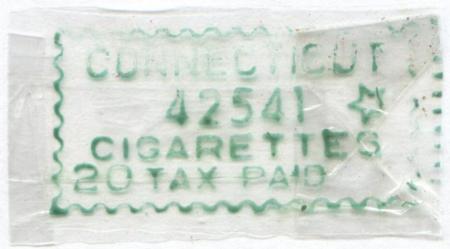 CONNECTICUT
42541 ☆
CIGARETTES
20 TAX PAID